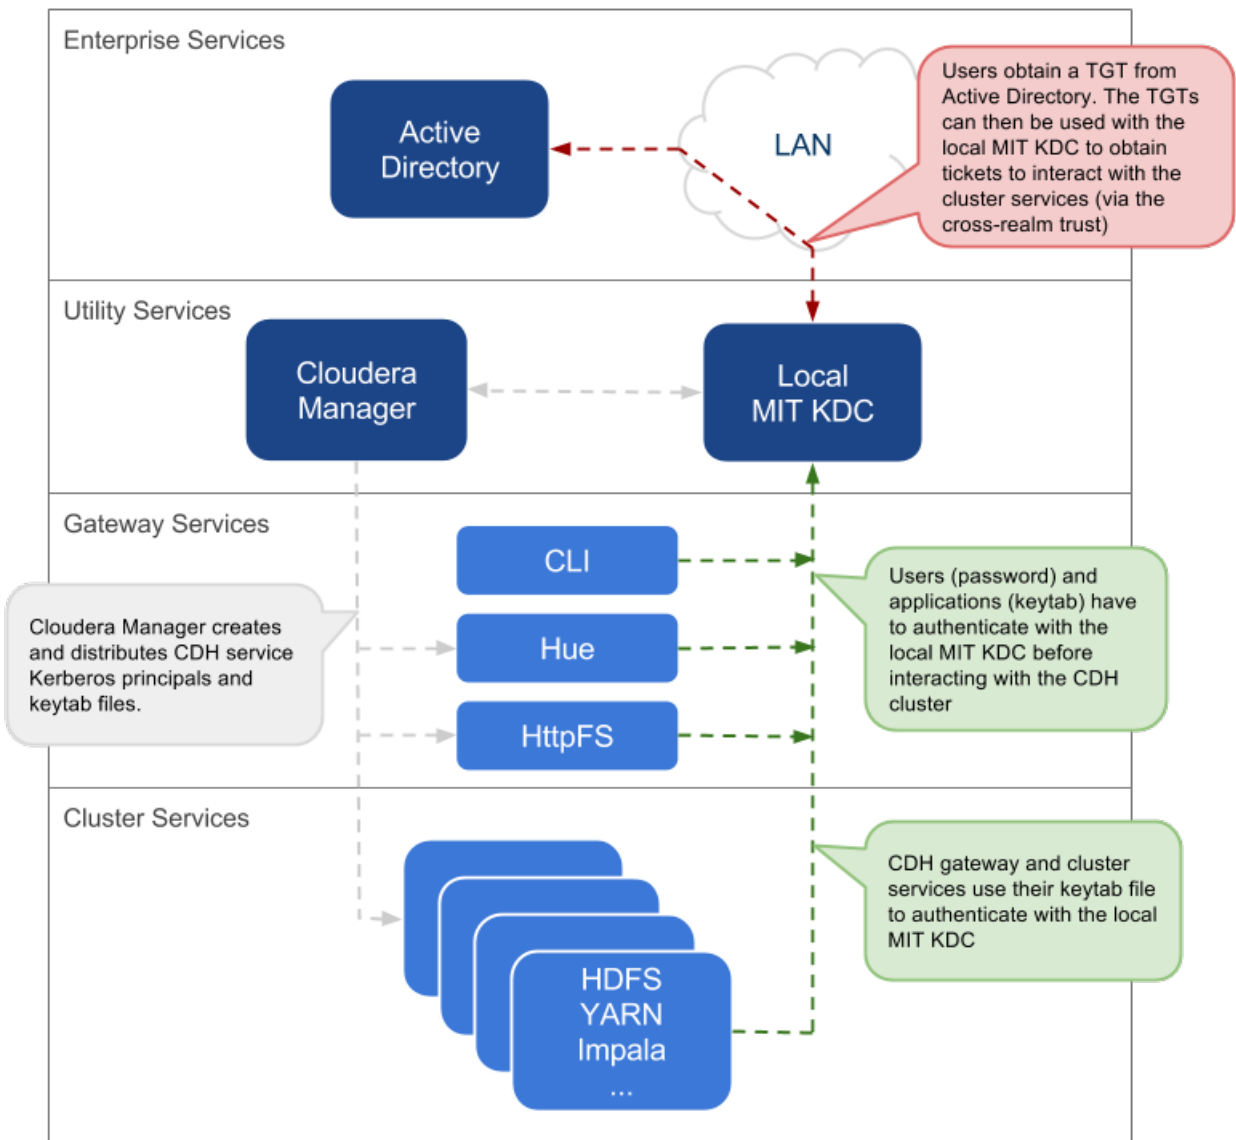 Enterprise Services
Active
Directory
LAN
Users obtain a TGT from
Active Directory. The TGTs
can then be used with the
local MIT KDC to obtain
tickets to interact with the
cluster services (via the
cross-realm trust)
Utility Services
Cloudera
Manager
Local
MIT KDC
Gateway Services
CLI
Hue
HttpFS
Cloudera Manager creates
and distributes CDH service
Kerberos principals and
keytab files.
Users (password) and
applications (keytab) have
to authenticate with the
local MIT KDC before
interacting with the CDH
cluster
Cluster Services
HDFS
YARN
Impala
...
CDH gateway and cluster
services use their keytab file
to authenticate with the local
MIT KDC